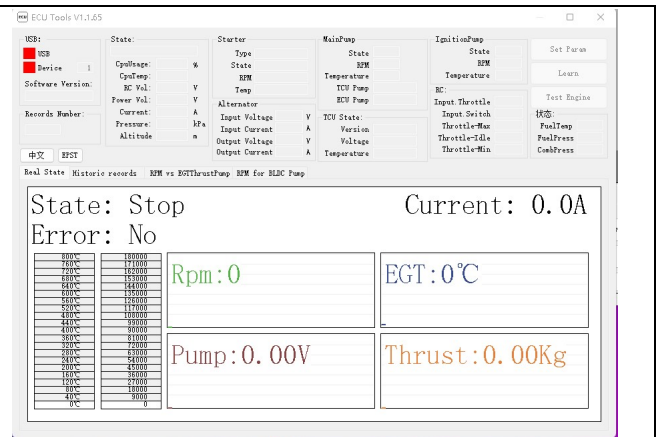 ECU Tools V1.1.65
USB:
USB
Device 1
Software Version:
Records Number:
中文 EPST
State:
CpuUsage: %
CpuTemp:
RC Vol: V
Power Vol: V
Current: A
Pressure: kPa
Altitude m
Starter
Type
State
RPM
Temp
Alternator
Input Voltage V
Input Current A
Output Voltage V
Output Current A
MainPump
State
RPM
Temperature
TCU Pump
ECU Pump
TCU State:
Version
Voltage
Temperature
IgnitionPump
State
RPM
Temperature
RC:
Input.Throttle
Input.Switch
Throttle-Max
Throttle-Idle
Throttle-Min
Set Param
Learn
Test Engine
状态:
FuelTemp
FuelPress
CombPress
Real State Historic records RPM vs EGTThrustPump RPM for BLDC Pump
State: Stop Current: 0.0A
Error: No
800℃ 180000
760℃ 171000
720℃ 162000
680℃ 153000
640℃ 144000
600℃ 135000
560℃ 126000
520℃ 117000
480℃ 108000
440℃ 99000
400℃ 90000
360℃ 81000
320℃ 72000
280℃ 63000
240℃ 54000
200℃ 45000
160℃ 36000
120℃ 27000
80℃ 18000
40℃ 9000
0℃ 0
Rpm:0 EGT:0℃
Pump:0.00V Thrust:0.00Kg